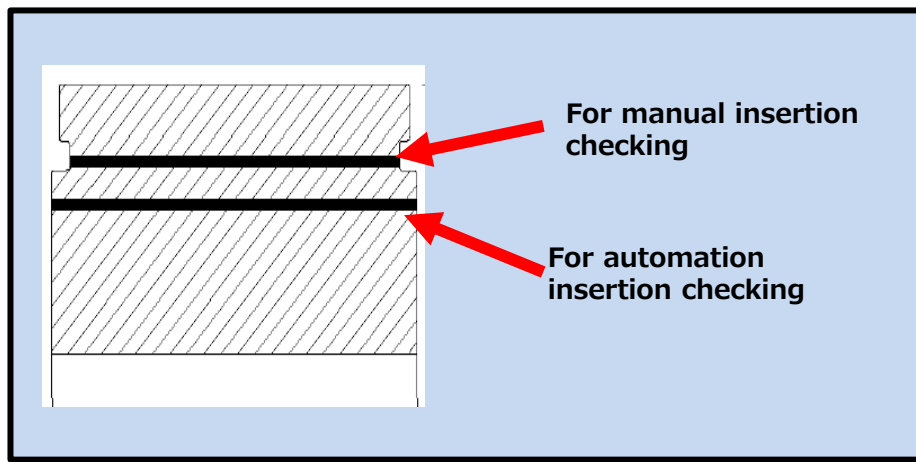 For manual insertion
checking
For automation
insertion checking